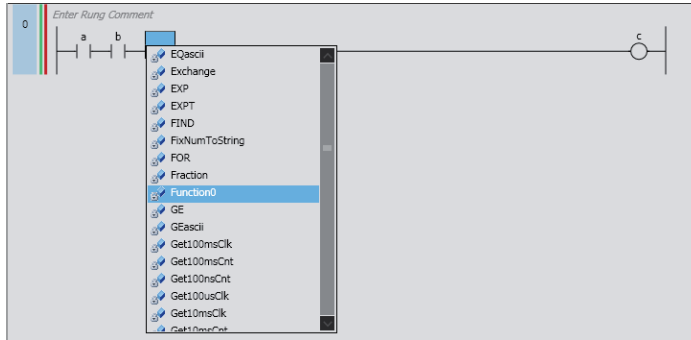 0
Enter Rung Comment
a b c
EQascii
Exchange
EXP
EXPT
FIND
FixNumToString
FOR
Fraction
Function0
GE
GEascii
Get100msClk
Get100msCnt
Get100nsCnt
Get100usClk
Get10msClk
Get10msCnt